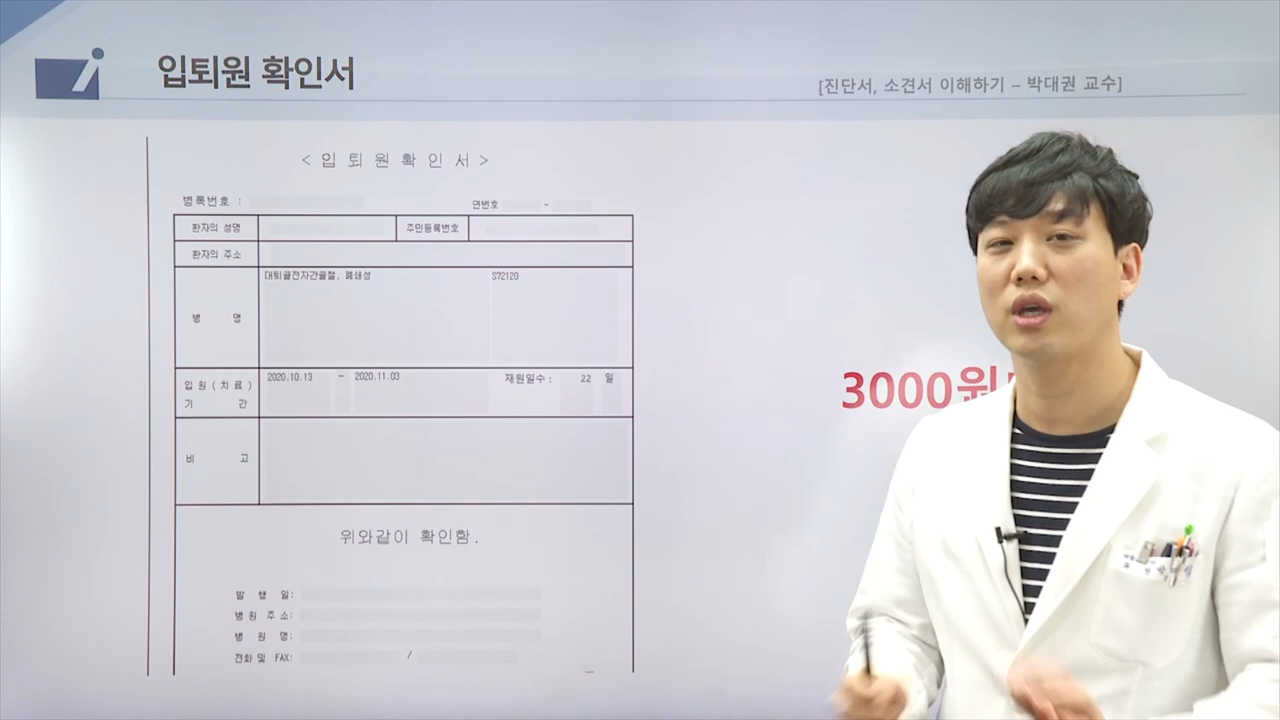 입퇴원 확인서
[진단서, 소견서 이해하기 – 박대권 교수]
< 입 퇴 원 확 인 서 >
병록번호 :
연번호 -
환자의 성명 주민등록번호
환자의 주소
대퇴골전자간골절, 폐쇄성 S72120
병 명
2020.10.13 ~ 2020.11.03 재원일수 : 22 일
입 원 ( 치 료 )
기 간
비 고
3000원
위와같이 확인함.
발 행 일:
병 원 주 소:
병 원 명:
전화 및 FAX: /